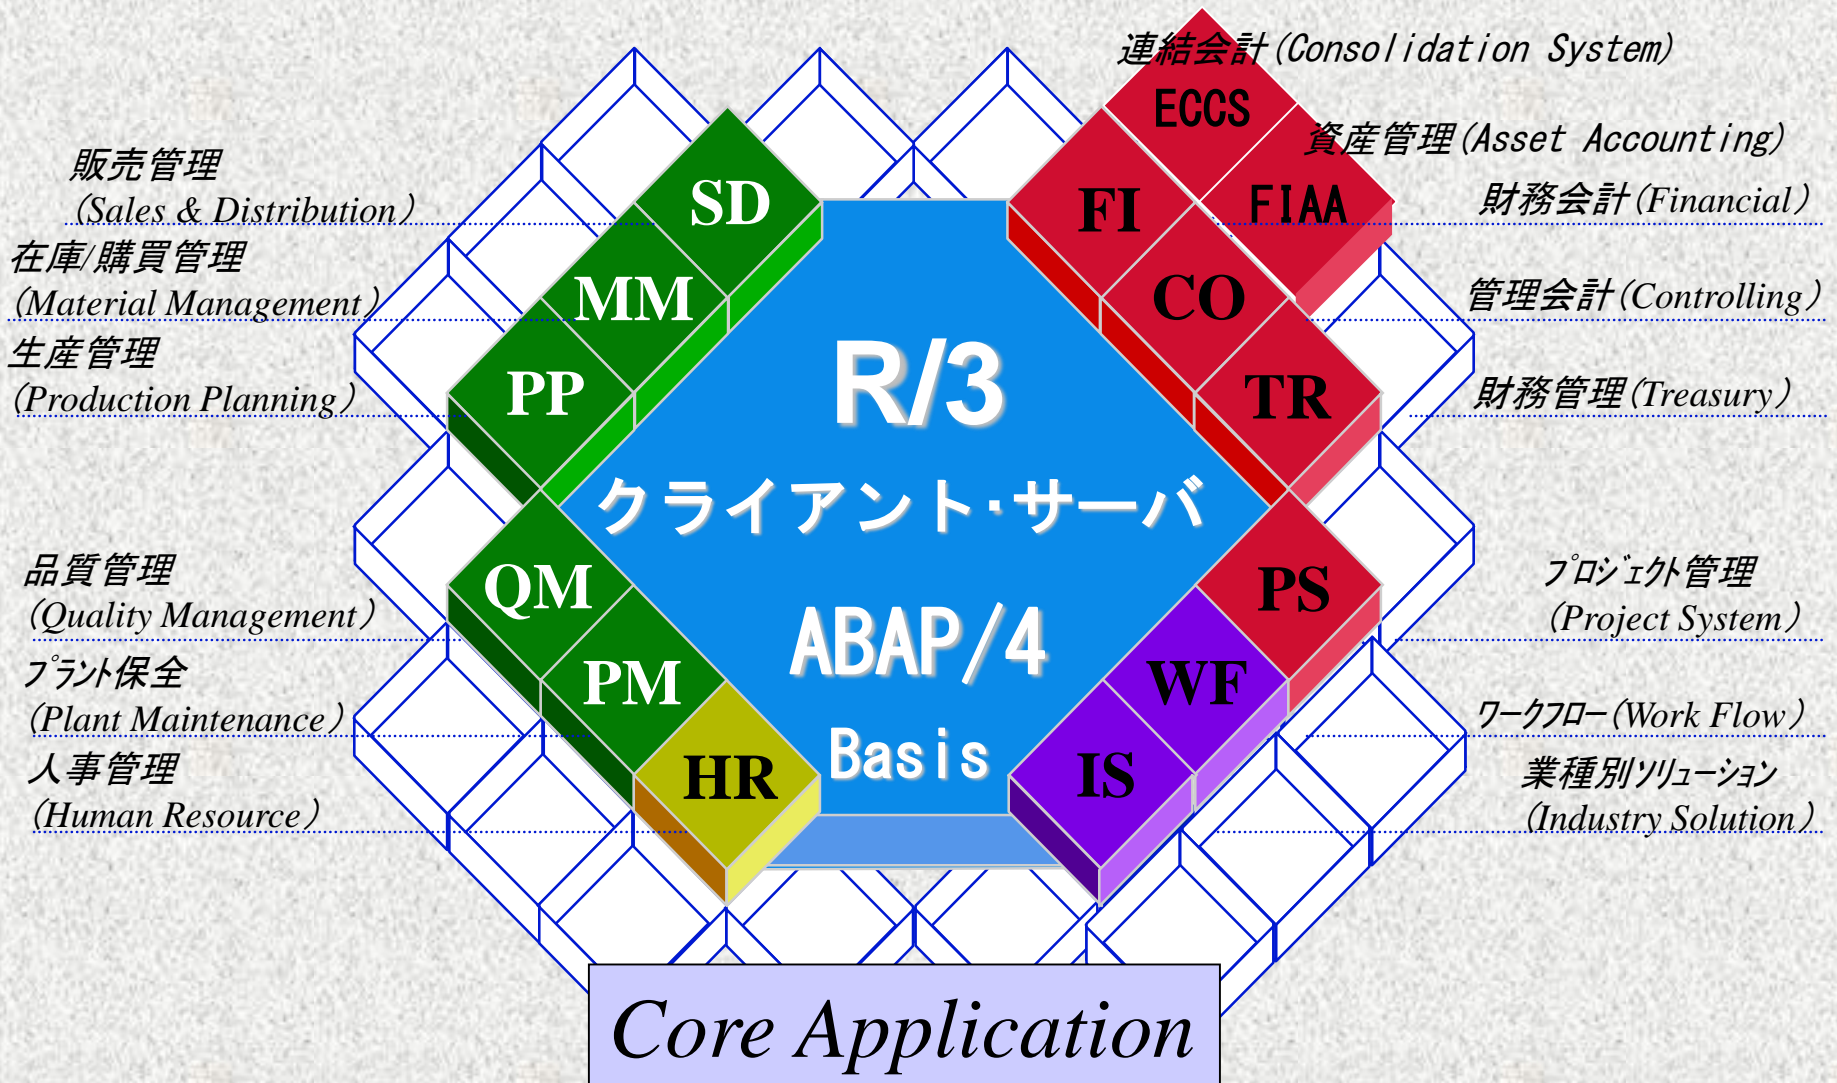 連結会計(Consolidation System)
ECCS
資産管理(Asset Accounting)
FIAA
販売管理
(Sales & Distribution)
SD
FI
財務会計(Financial)
在庫/購買管理
(Material Management)
MM
CO
管理会計(Controlling)
生産管理
(Production Planning)
PP
TR
財務管理(Treasury)
R/3
クライアント・サーバ
ABAP/4
Basis
品質管理
(Quality Management)
QM
PS
ﾌﾟﾛｼﾞｪｸﾄ管理
(Project System)
ﾌﾟﾗﾝﾄ保全
(Plant Maintenance)
PM
WF
ﾜｰｸﾌﾛｰ(Work Flow)
人事管理
(Human Resource)
HR
IS
業種別ｿﾘｭｰｼｮﾝ
(Industry Solution)
Core Application